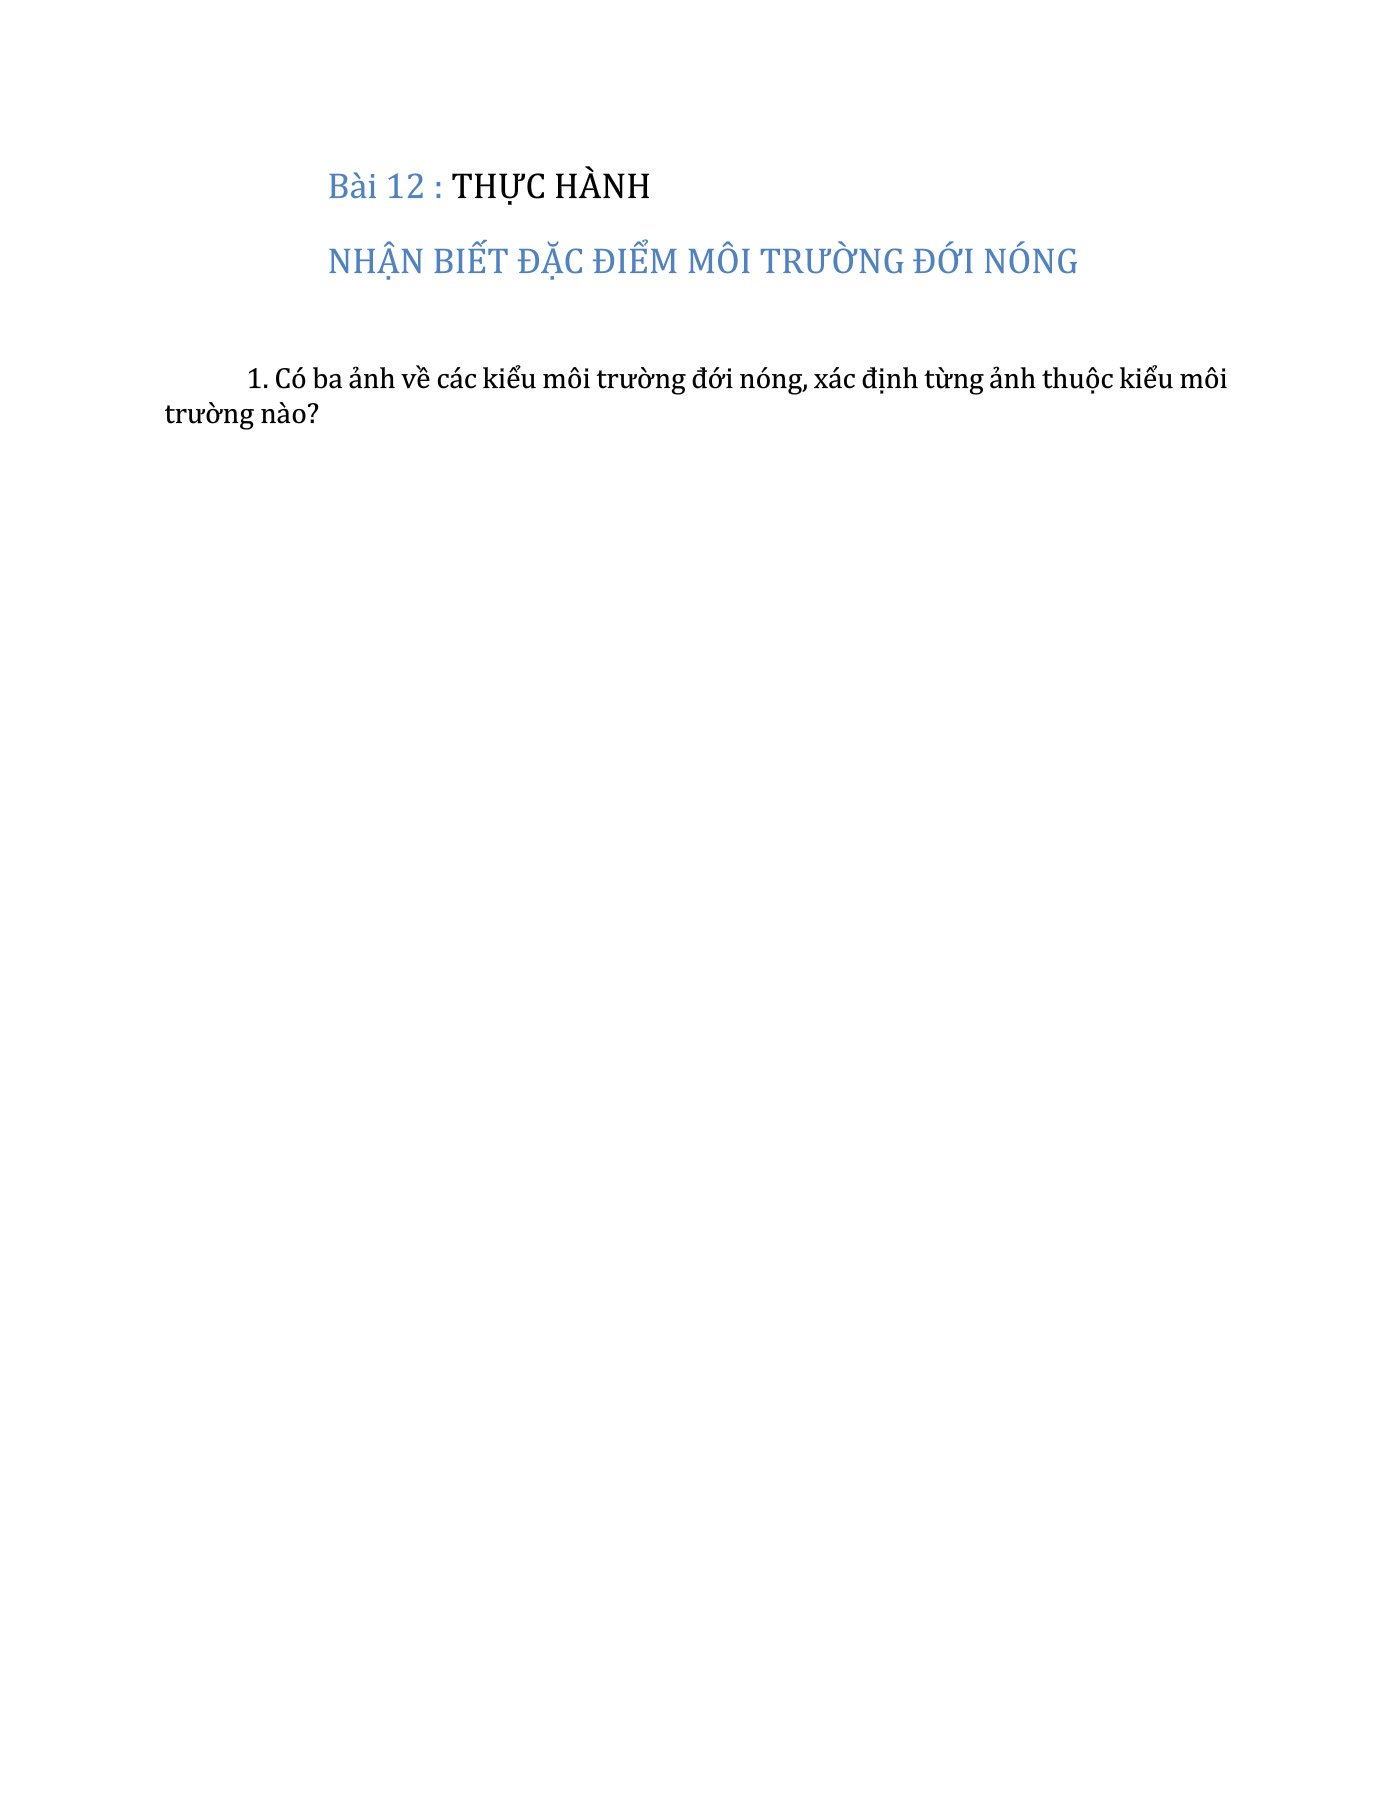 Bài 12 : THỰC HÀNH
NHẬN BIẾT ĐẶC ĐIỂM MÔI TRƯỜNG ĐỚI NÓNG
1. Có ba ảnh về các kiểu môi trường đới nóng, xác định từng ảnh thuộc kiểu môi
trường nào?